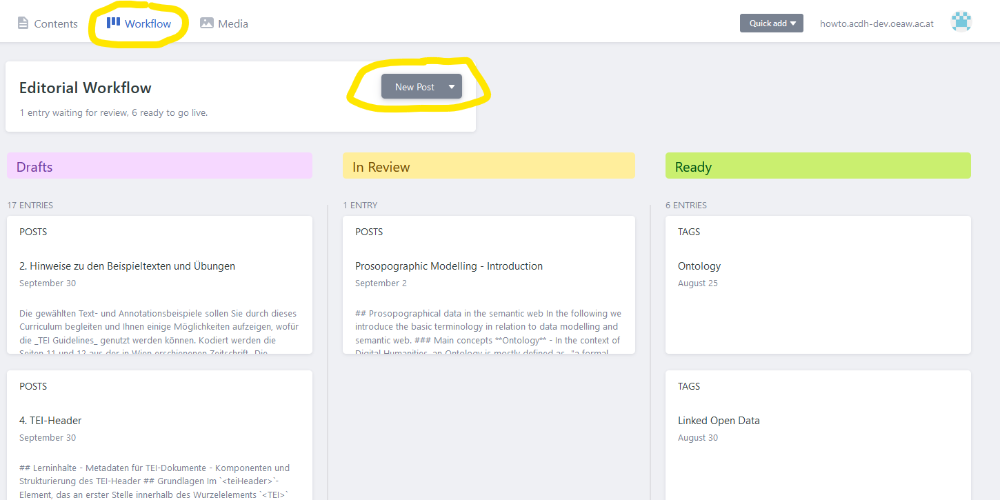 Contents
Workflow
Media
Quick add
howto.acdh-dev.oeaw.ac.at
Editorial Workflow
New Post
1 entry waiting for review, 6 ready to go live.
Drafts
17 ENTRIES
POSTS
2. Hinweise zu den Beispieltexten und Übungen
September 30
Die gewählten Text- und Annotationsbeispiele sollen Sie durch dieses
Curriculum begleiten und Ihnen einige Möglichkeiten aufzeigen, wofür
die _TEI Guidelines_ genutzt werden können. Kodiert werden die
Seiten 11 und 12 aus der in Wien erschienenen Zeitschrift „Die
POSTS
4. TEI-Header
September 30
## Lerninhalte - Metadaten für TEI-Dokumente - Komponenten und
Strukturierung des TEI-Header ## Grundlagen Im `<teiHeader>`-
Element, das an erster Stelle innerhalb des Wurzelelements `<TEI>`
In Review
1 ENTRY
POSTS
Prosopographic Modelling - Introduction
September 2
## Prosopographical data in the semantic web In the following we
introduce the basic terminology in relation to data modelling and
semantic web. ### Main concepts **Ontology** - In the context of
Digital Humanities, an Ontology is mostly defined as „"a formal
Ready
6 ENTRIES
TAGS
Ontology
August 25
TAGS
Linked Open Data
August 30